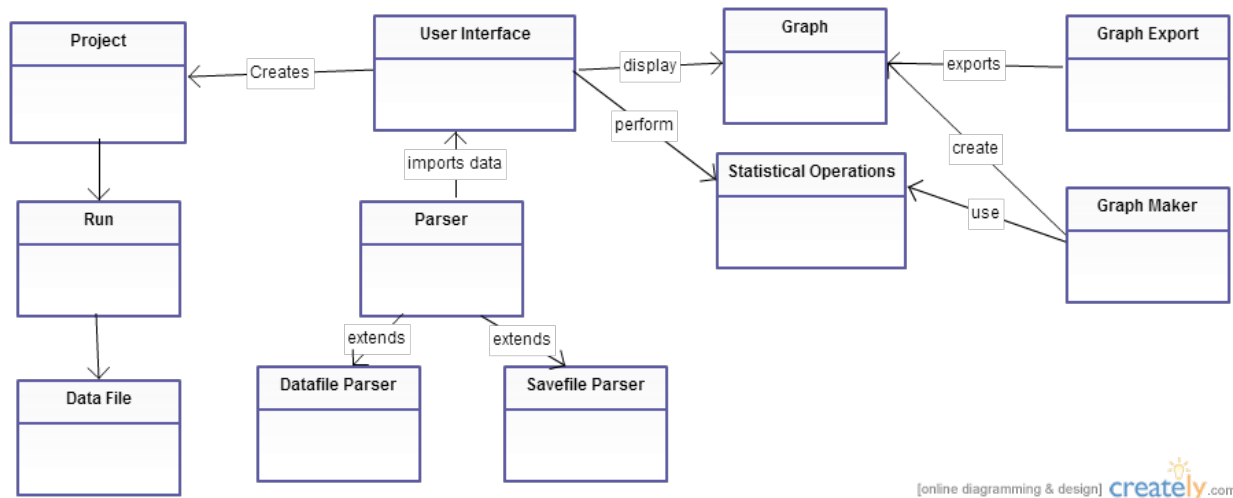 Project
User Interface
Graph
Graph Export
Creates
display
exports
perform
create
imports data
Statistical Operations
Run
Parser
use
Graph Maker
extends
extends
Data File
Datafile Parser
Savefile Parser
[online diagramming & design] creately.com